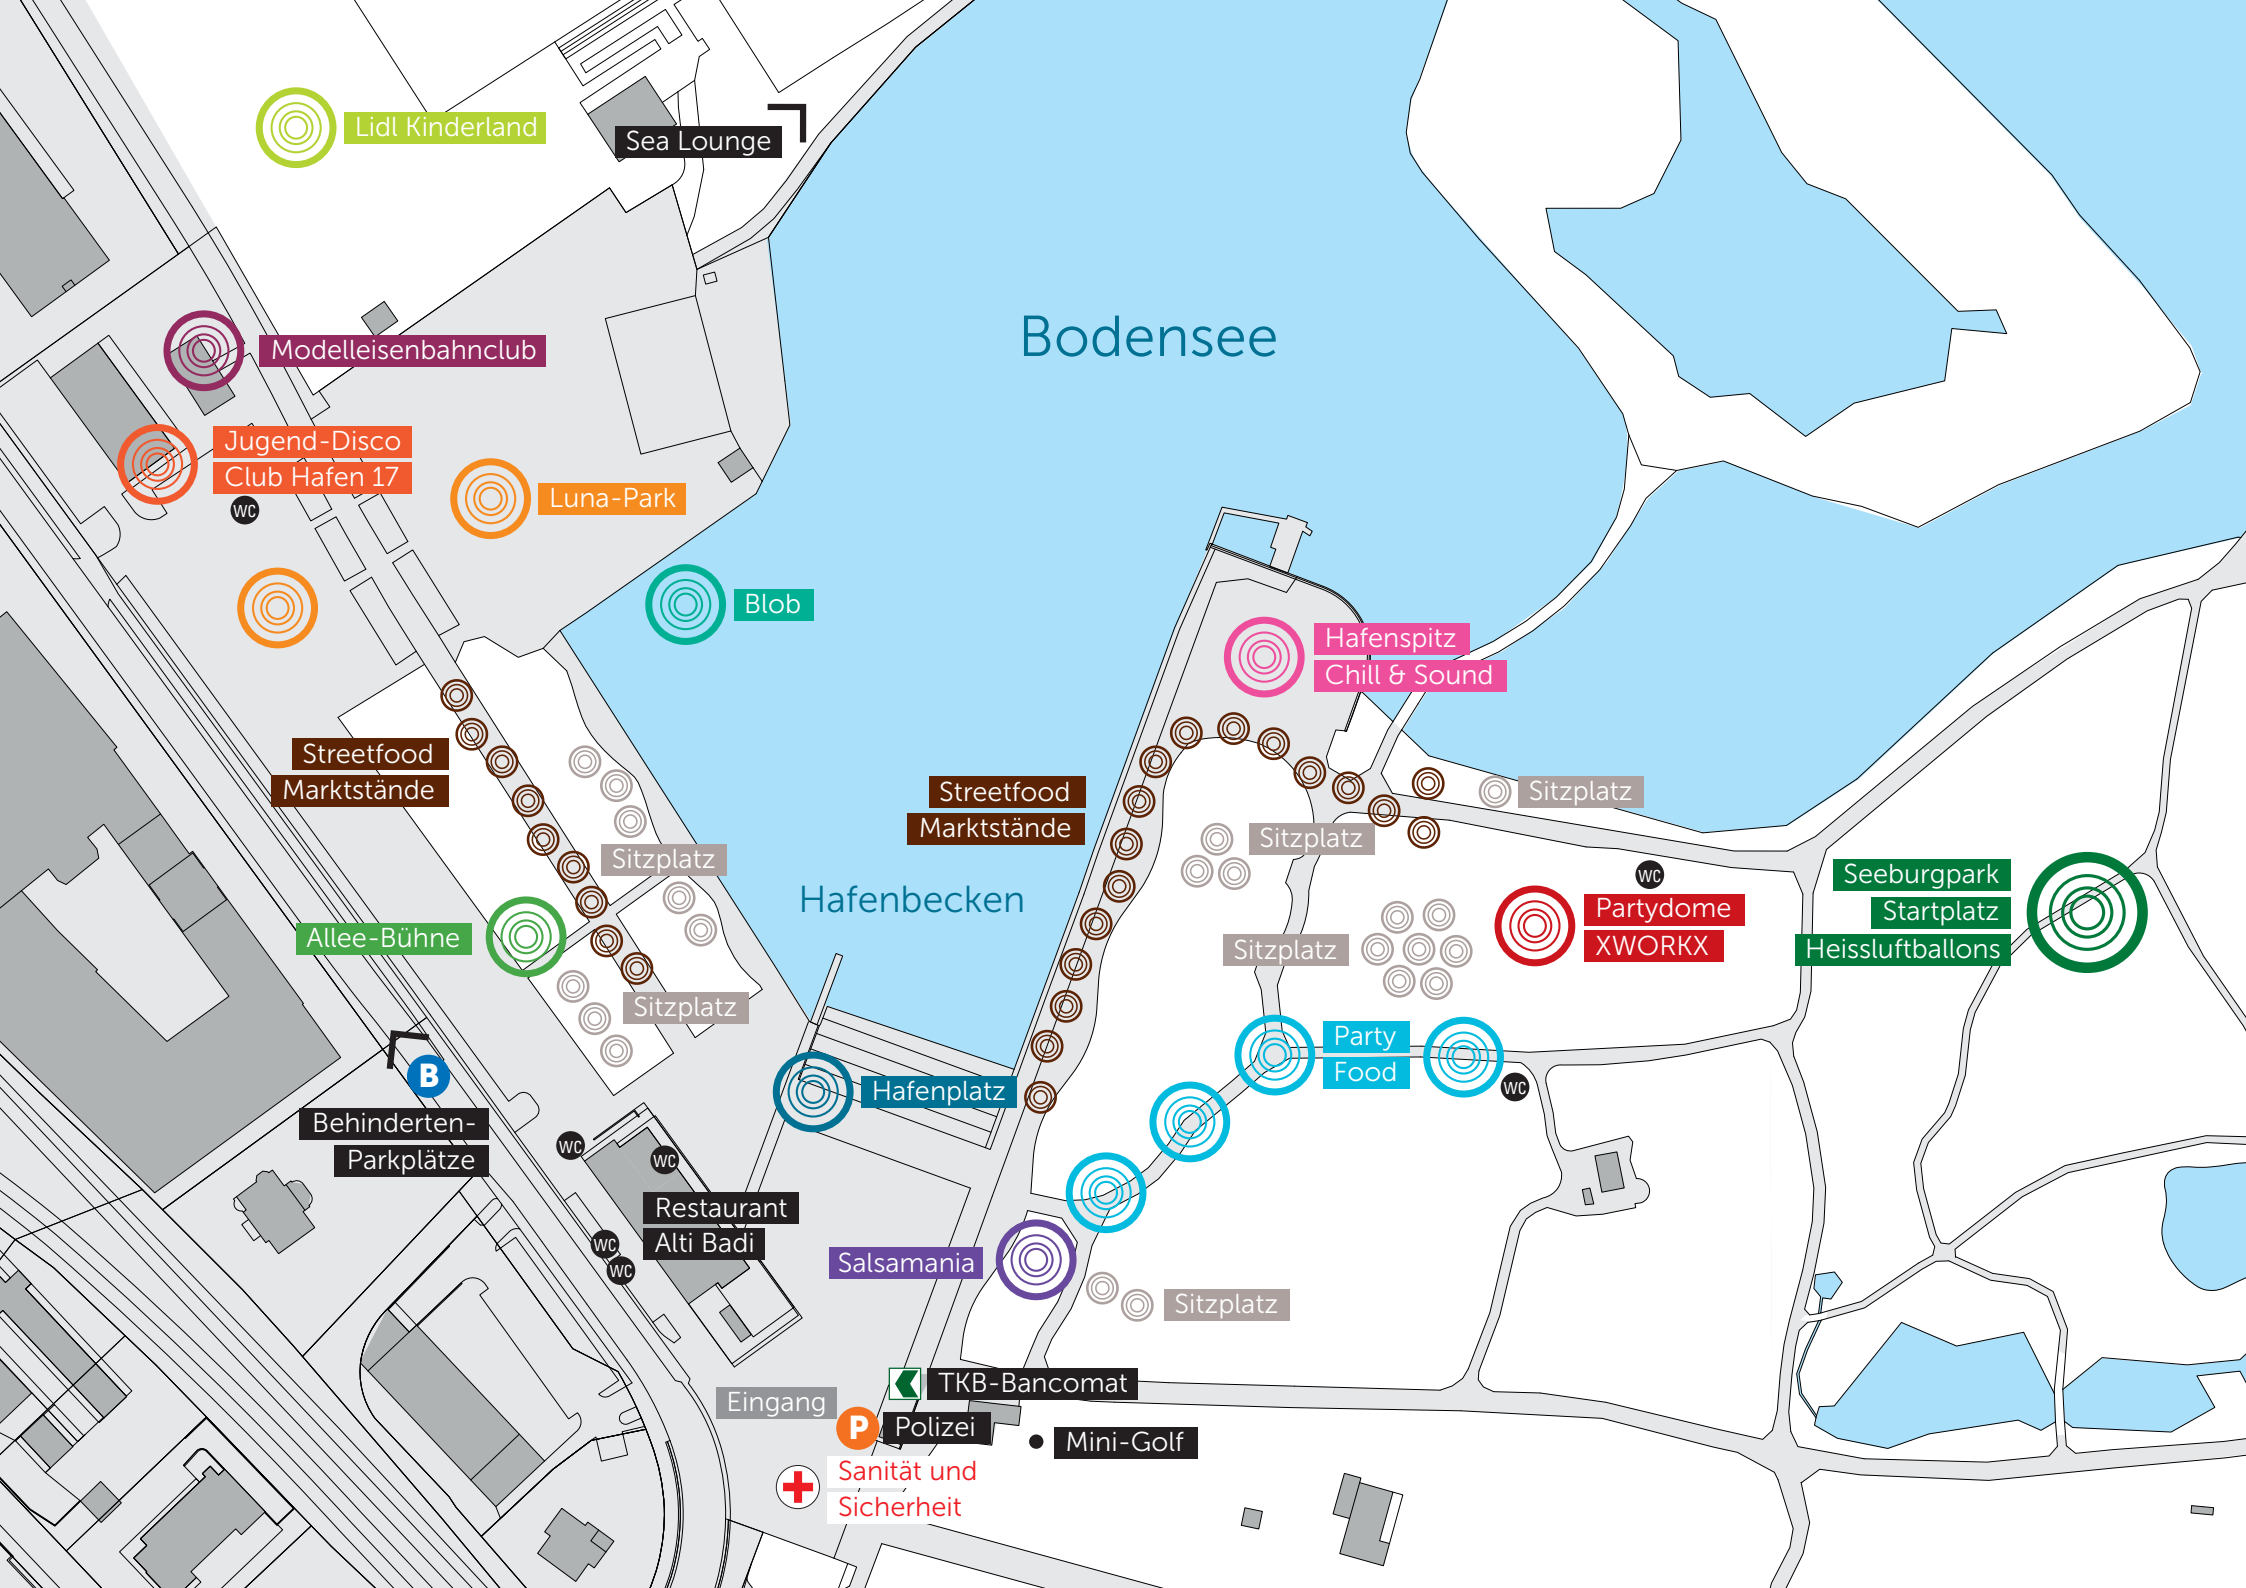 Lidl Kinderland
Sea Lounge
Bodensee
Modelleisenbahnclub
Jugend-Disco
Club Hafen 17
WC
Luna-Park
Blob
Hafenspitz
Chill & Sound
Streetfood
Marktstände
Streetfood
Marktstände
Sitzplatz
Sitzplatz
Sitzplatz
Hafenbecken
WC
Seeburgpark
Startplatz
Heissluftballons
Partydome
XWORKX
Allee-Bühne
Sitzplatz
Sitzplatz
Party
Food
B
Hafenplatz
WC
Behinderten-
Parkplätze
WC
WC
Restaurant
Alti Badi
WC
WC
Salsamania
Sitzplatz
TKB-Bancomat
Eingang
P
Polizei
Mini-Golf
Sanität und
Sicherheit